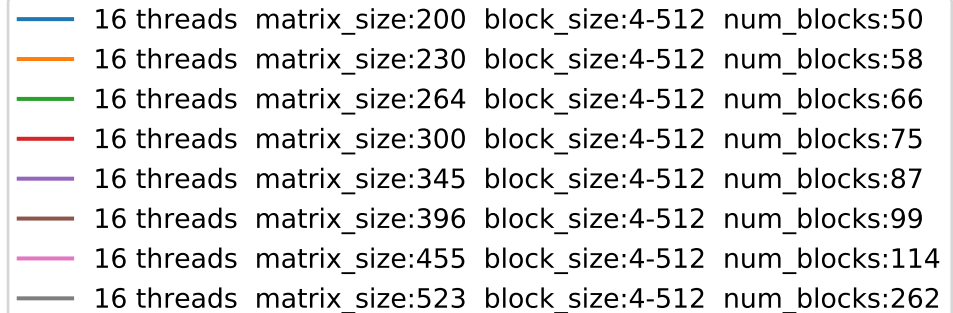 16 threads  matrix_size:200  block_size:4-512  num_blocks:50
16 threads  matrix_size:230  block_size:4-512  num_blocks:58
16 threads  matrix_size:264  block_size:4-512  num_blocks:66
16 threads  matrix_size:300  block_size:4-512  num_blocks:75
16 threads  matrix_size:345  block_size:4-512  num_blocks:87
16 threads  matrix_size:396  block_size:4-512  num_blocks:99
16 threads  matrix_size:455  block_size:4-512  num_blocks:114
16 threads  matrix_size:523  block_size:4-512  num_blocks:262